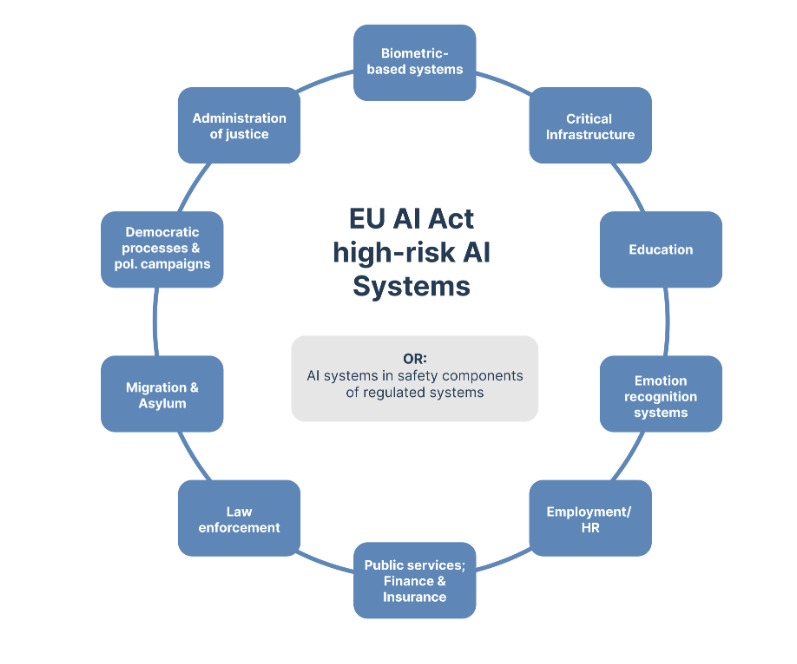 Biometric-
based systems
Critical
Infrastructure
Education
Emotion
recognition
systems
Employment/
HR
Public services;
Finance &
Insurance
Law
enforcement
Migration &
Asylum
Democratic
processes &
pol. campaigns
Administration
of justice
EU AI Act
high-risk AI
Systems
OR:
AI systems in safety components
of regulated systems